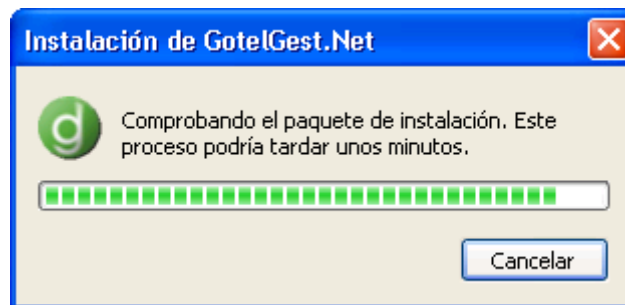 Instalación de GotelGest.Net
Comprobando el paquete de instalación. Este
proceso podría tardar unos minutos.
Cancelar